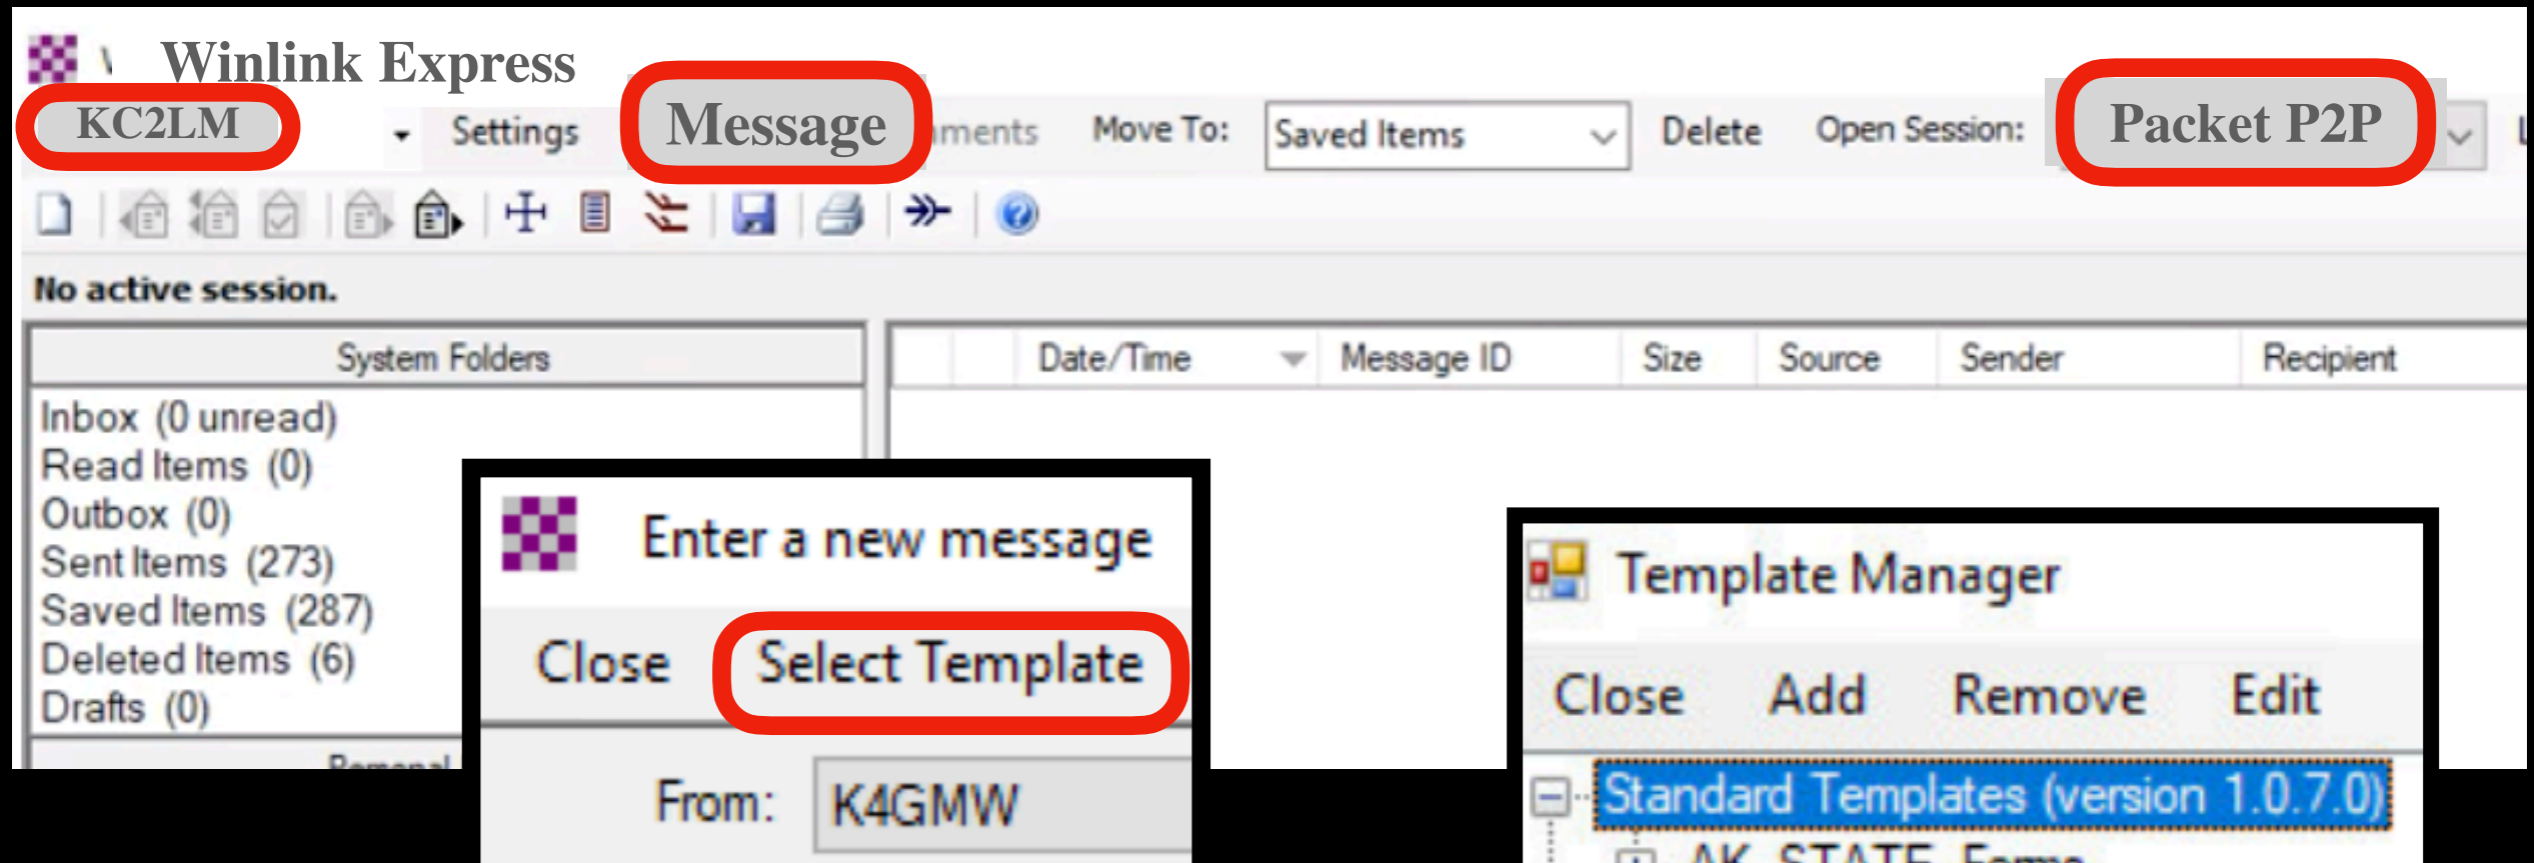 Winlink Express
KC2LM Settings Message Move To: Saved Items Delete Open Session: Packet P2P
No active session.
System Folders Date/Time Message ID Size Source Sender Recipient
Inbox (0 unread)
Read Items (0)
Outbox (0)
Sent Items (273)
Saved Items (287)
Deleted Items (6)
Drafts (0)
Enter a new message
Close Select Template
From: K4GMW
Template Manager
Close Add Remove Edit
Standard Templates (version 1.0.7.0)
AK STATE Forms